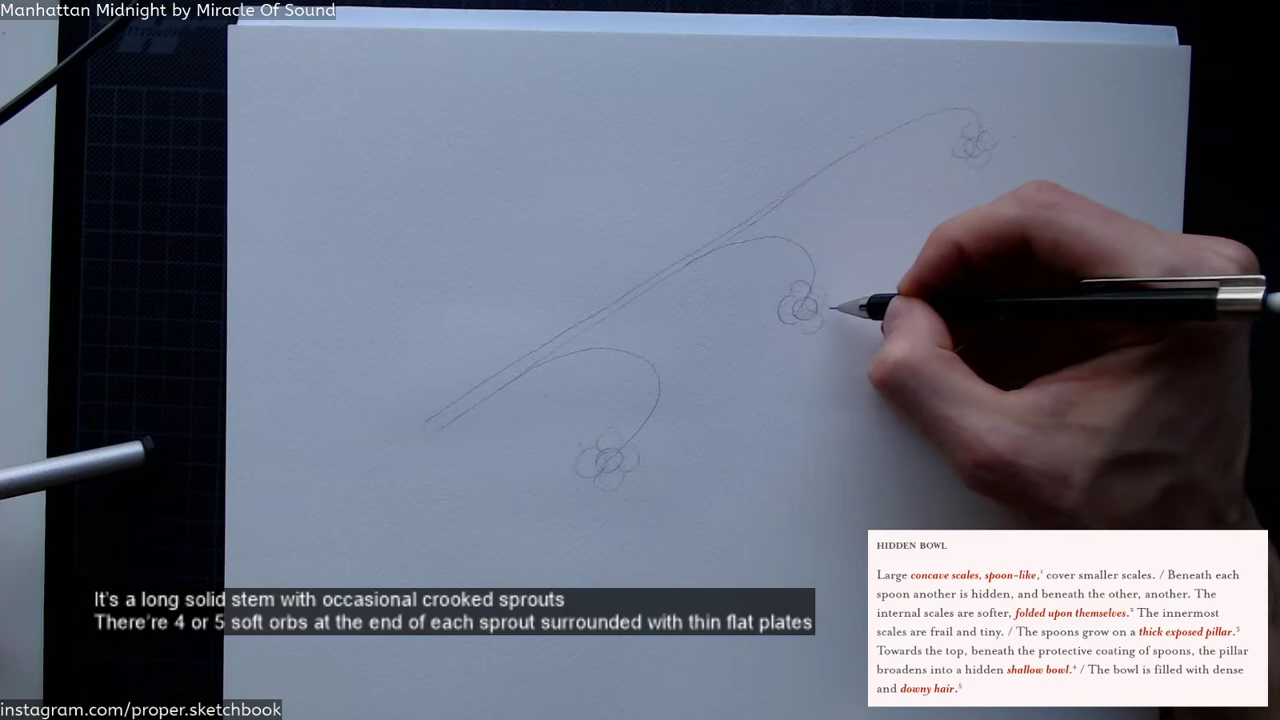 Manhattan Midnight by Miracle Of Sound
It's a long solid stem with occasional crooked sprouts
There're 4 or 5 soft orbs at the end of each sprout surrounded with thin flat plates
HIDDEN BOWL
Large concave scales, spoon-like,¹ cover smaller scales. / Beneath each
spoon another is hidden, and beneath the other, another. The
internal scales are softer, folded upon themselves.² The innermost
scales are frail and tiny. / The spoons grow on a thick exposed pillar.³
Towards the top, beneath the protective coating of spoons, the pillar
broadens into a hidden shallow bowl.⁴ / The bowl is filled with dense
and downy hair.⁵
instagram.com/proper.sketchbook